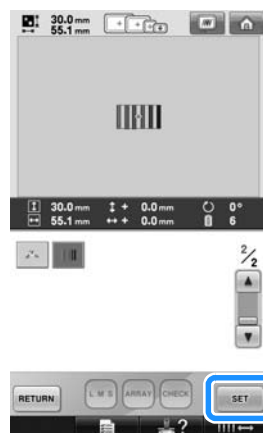 30.0 mm
55.1 mm
30.0 mm + 0.0 mm 0°
55.1 mm + 0.0 mm 6
2/2
RETURN L M S ARRAY CHECK SET
?